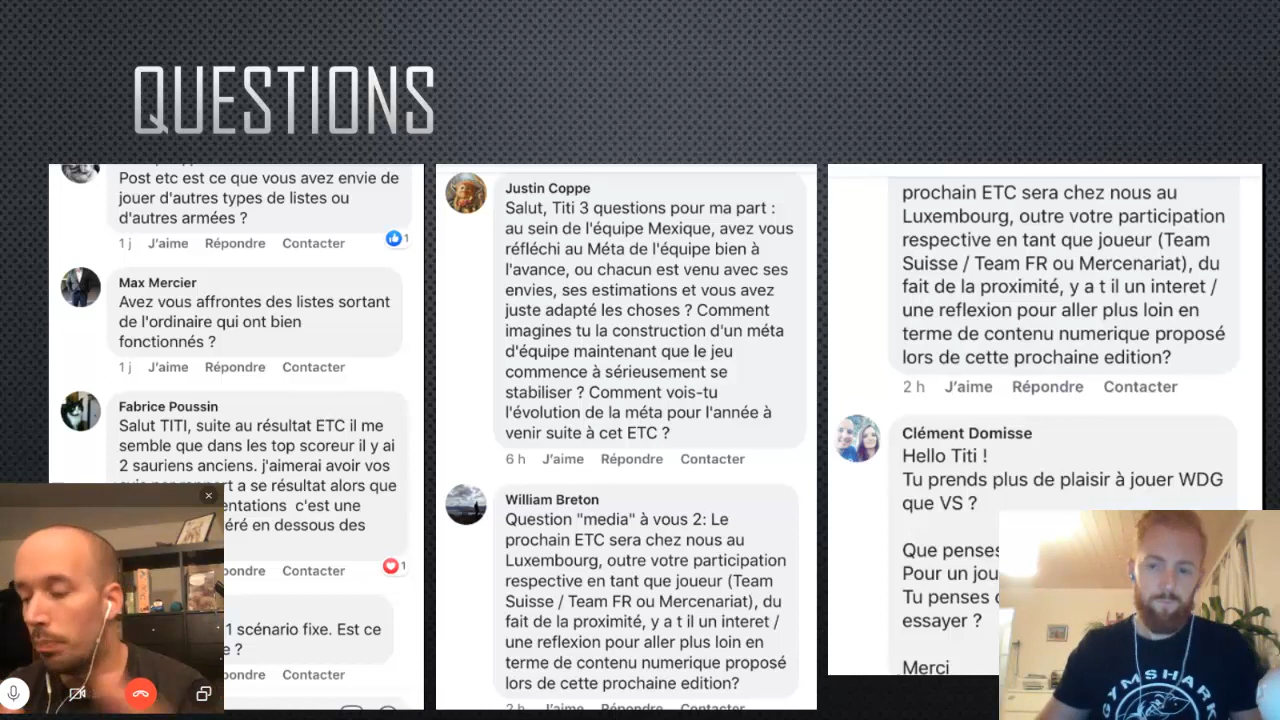 QUESTIONS
Post etc est ce que vous avez envie de
jouer d'autres types de listes ou
d'autres armées ?
1 j J'aime Répondre Contacter 1
Max Mercier
Avez vous affrontes des listes sortant
de l'ordinaire qui ont bien
fonctionnés ?
1 j J'aime Répondre Contacter
Fabrice Poussin
Salut TITI, suite au résultat ETC il me
semble que dans les top scoreur il y ai
2 sauriens anciens. j'aimerai avoir vos
a se résultat alors que
entations c'est une
éré en dessous des
ondre Contacter 1
1 scénario fixe. Est ce
e ?
ondre Contacter
Justin Coppe
Salut, Titi 3 questions pour ma part :
au sein de l'équipe Mexique, avez vous
réfléchi au Méta de l'équipe bien à
l'avance, ou chacun est venu avec ses
envies, ses estimations et vous avez
juste adapté les choses ? Comment
imagines tu la construction d'un méta
d'équipe maintenant que le jeu
commence à sérieusement se
stabiliser ? Comment vois-tu
l'évolution de la méta pour l'année à
venir suite à cet ETC ?
6 h J'aime Répondre Contacter
William Breton
Question "media" à vous 2: Le
prochain ETC sera chez nous au
Luxembourg, outre votre participation
respective en tant que joueur (Team
Suisse / Team FR ou Mercenariat), du
fait de la proximité, y a t il un interet /
une reflexion pour aller plus loin en
terme de contenu numerique proposé
lors de cette prochaine edition?
2 h J'aime Répondre Contacter
prochain ETC sera chez nous au
Luxembourg, outre votre participation
respective en tant que joueur (Team
Suisse / Team FR ou Mercenariat), du
fait de la proximité, y a t il un interet /
une reflexion pour aller plus loin en
terme de contenu numerique proposé
lors de cette prochaine edition?
2 h J'aime Répondre Contacter
Clément Domisse
Hello Titi !
Tu prends plus de plaisir à jouer WDG
que VS ?
Que penses
Pour un jou
Tu penses
essayer ?
Merci
GYMSHARK